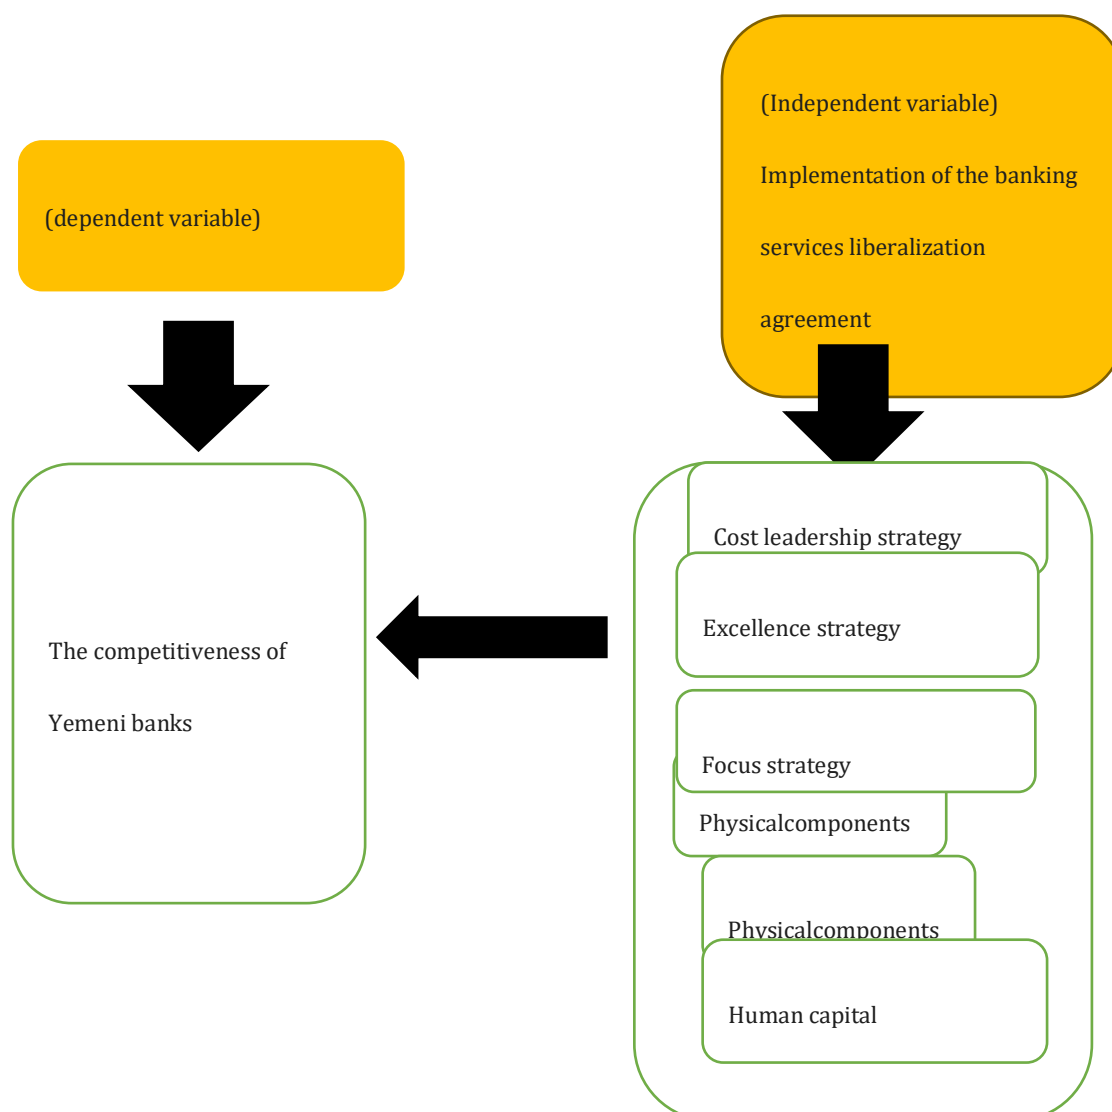 (Independent variable)
Implementation of the banking
services liberalization
agreement
(dependent variable)
Cost leadership strategy
Excellence strategy
The competitiveness of
Yemeni banks
Focus strategy
Physicalcomponents
Physicalcomponents
Human capital